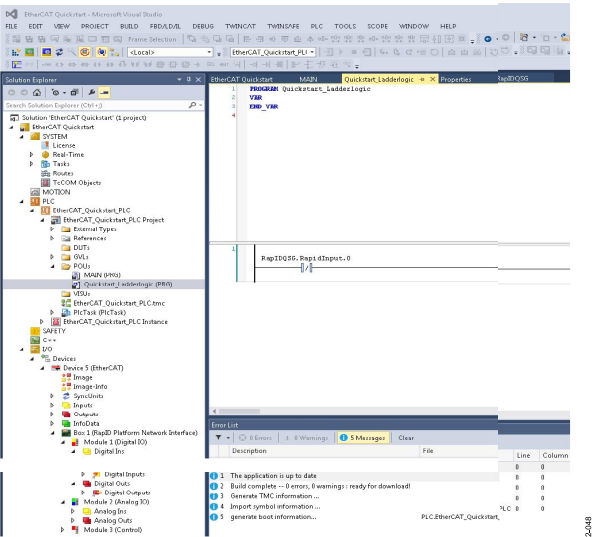 EtherCAT Quickstart - Microsoft Visual Studio
FILE EDIT VIEW PROJECT BUILD FBD/LD/IL DEBUG TWINCAT TWINSAFE PLC TOOLS SCOPE WINDOW HELP
Frame Selection
<Local> EtherCAT_Quickstart_PLC
Solution Explorer
Search Solution Explorer (Ctrl+;)
Solution 'EtherCAT Quickstart' (1 project)
EtherCAT Quickstart
SYSTEM
License
Real-Time
Tasks
Routes
TcCOM Objects
MOTION
PLC
EtherCAT_Quickstart_PLC
EtherCAT_Quickstart_PLC Project
External Types
References
DUTs
GVLs
POUs
MAIN (PRG)
Quickstart_Ladderlogic (PRG)
VISUs
EtherCAT_Quickstart_PLC.tmc
PlcTask (PlcTask)
EtherCAT_Quickstart_PLC Instance
SAFETY
C++
I/O
Devices
Device 5 (EtherCAT)
Image
Image-Info
SyncUnits
Inputs
Outputs
InfoData
Box 1 (RapID Platform Network Interface)
Module 1 (Digital IO)
Digital Ins
Digital Inputs
Digital Outs
Digital Outputs
Module 2 (Analog IO)
Analog Ins
Analog Outs
Module 3 (Control)
EtherCAT Quickstart MAIN Quickstart_Ladderlogic Properties RapIDQSG
1 PROGRAM Quickstart_Ladderlogic
2 VAR
3 END_VAR
4
1
RapIDQSG.RapidInput.0
Error List
0 Errors 0 Warnings 5 Messages Clear
Description File Line Column
0 0
1 The application is up to date 0 0
2 Build complete -- 0 errors, 0 warnings : ready for download! 0 0
3 Generate TMC information ... 0 0
4 Import symbol information ... PLC 0 0
5 generate boot information... PLC.EtherCAT_Quickstart_ 0 0
2-048